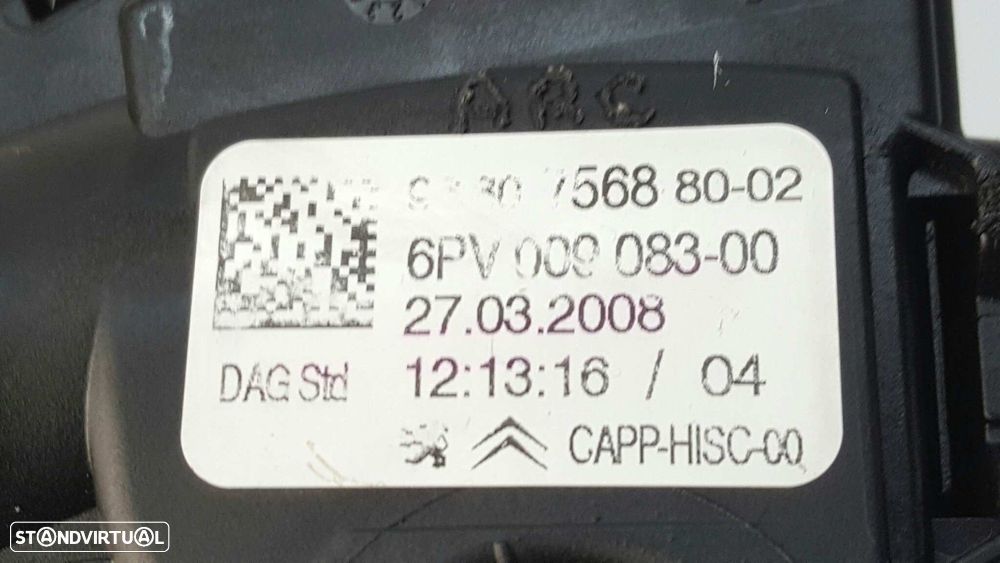 ABC
7568 80-02
6PV 009 083-00
27.03.2008
DAG Std 12:13:16 / 04
CAPP-HISC-00
STANDVIRTUAL